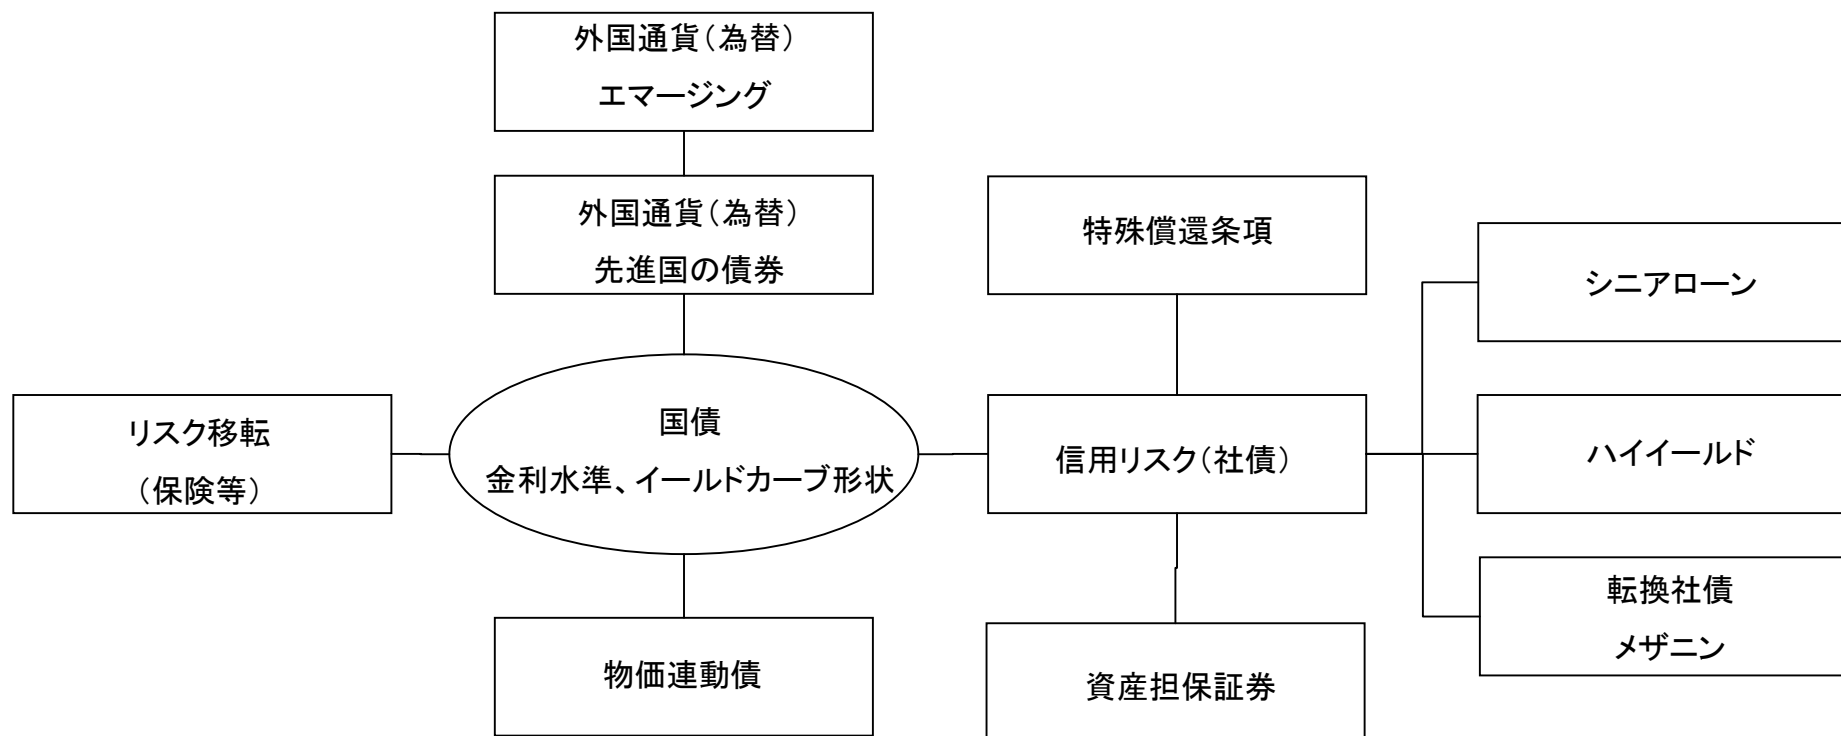 外国通貨（為替）
エマージング
外国通貨（為替）
先進国の債券
特殊償還条項
シニアローン
リスク移転
（保険等）
国債
金利水準、イールドカーブ形状
信用リスク（社債）
ハイイールド
物価連動債
資産担保証券
転換社債
メザニン